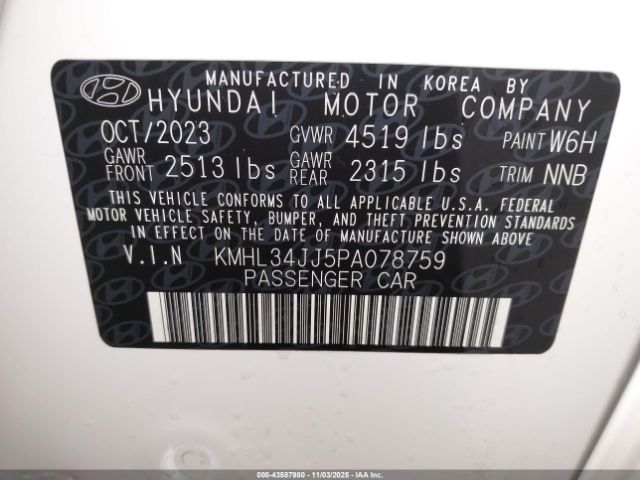 MANUFACTURED IN KOREA BY
HYUNDAI MOTOR COMPANY
OCT/2023 GVWR 4519 lbs PAINT W6H
GAWR FRONT 2513 lbs GAWR REAR 2315 lbs TRIM NNB
THIS VEHICLE CONFORMS TO ALL APPLICABLE U.S.A. FEDERAL
MOTOR VEHICLE SAFETY, BUMPER, AND THEFT PREVENTION STANDARDS
IN EFFECT ON THE DATE OF MANUFACTURE SHOWN ABOVE.
V.I.N KMHL34JJ5PA078759
PASSENGER CAR
000-43587980 - 11/03/2025 - IAAI.CA